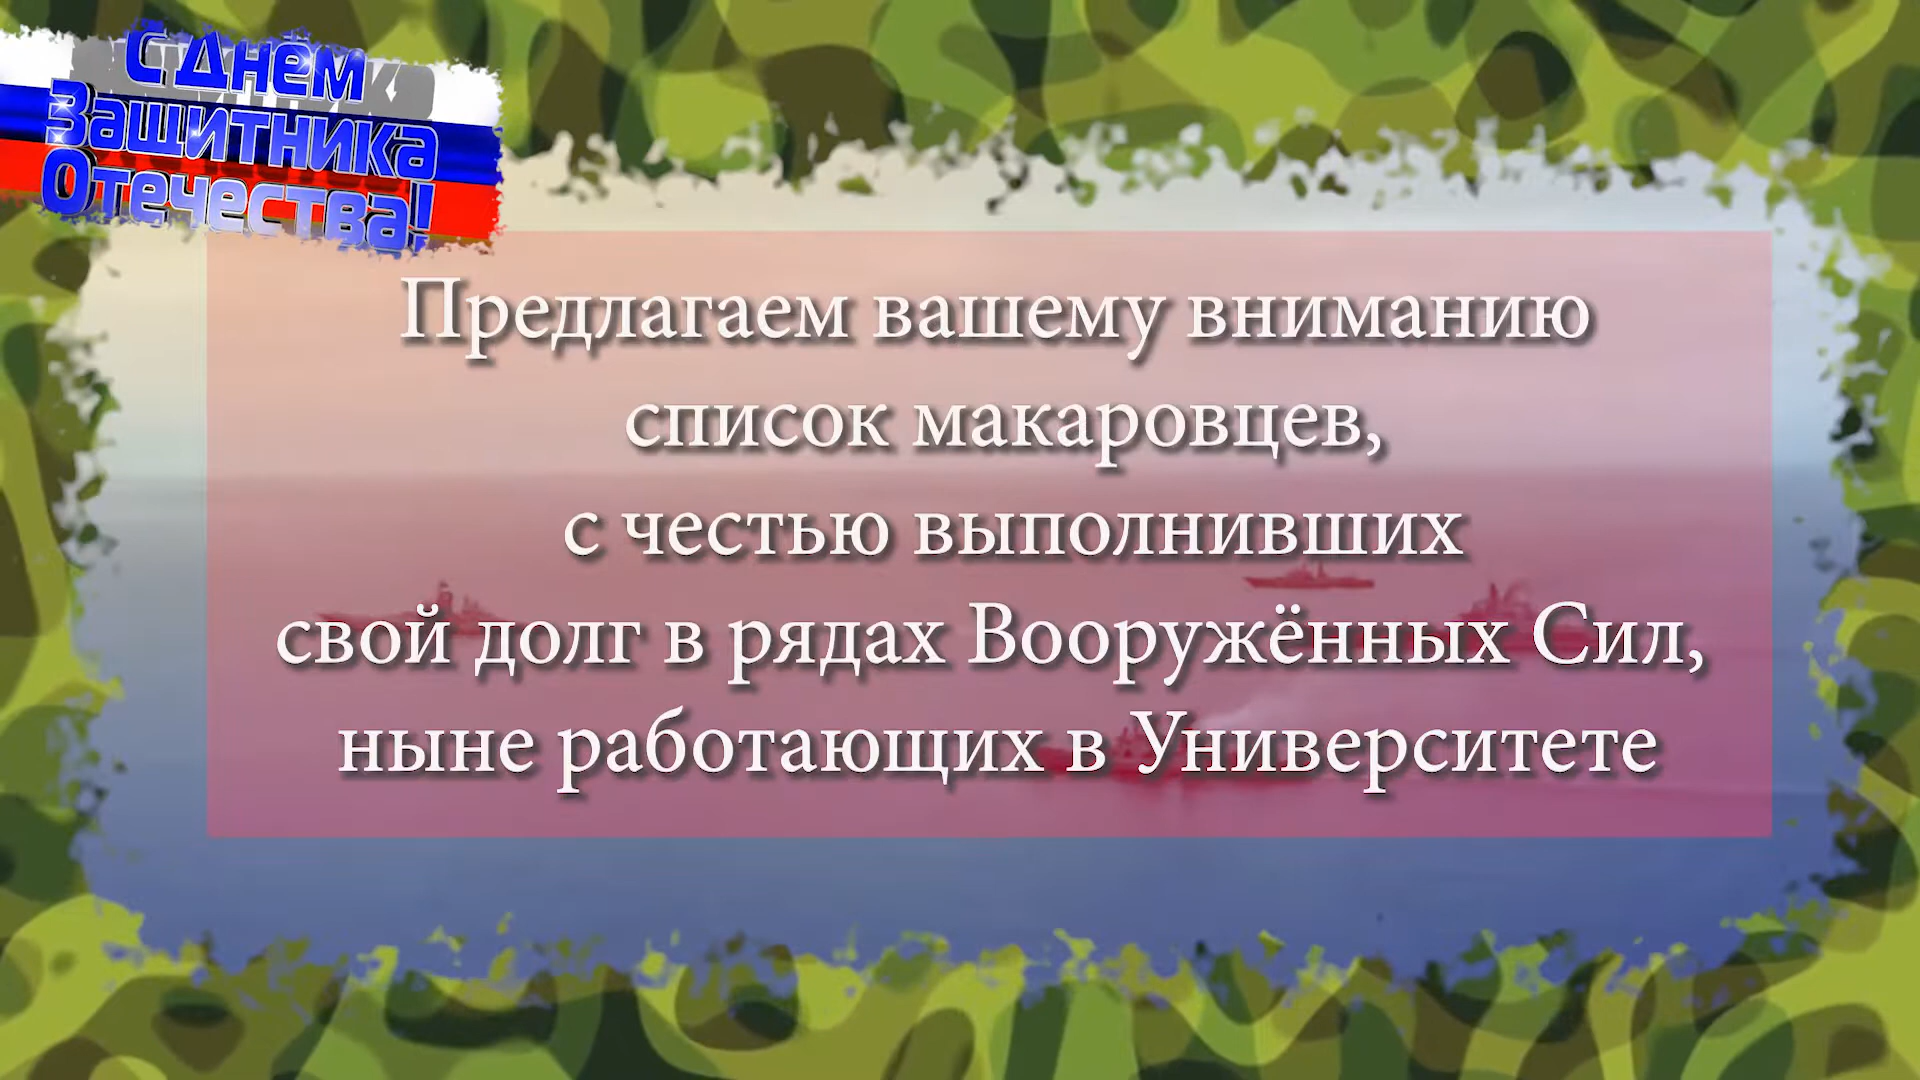 С Днём
Защитника
Отечества!
Предлагаем вашему вниманию
список макаровцев,
с честью выполнивших
свой долг в рядах Вооружённых Сил,
ныне работающих в Университете